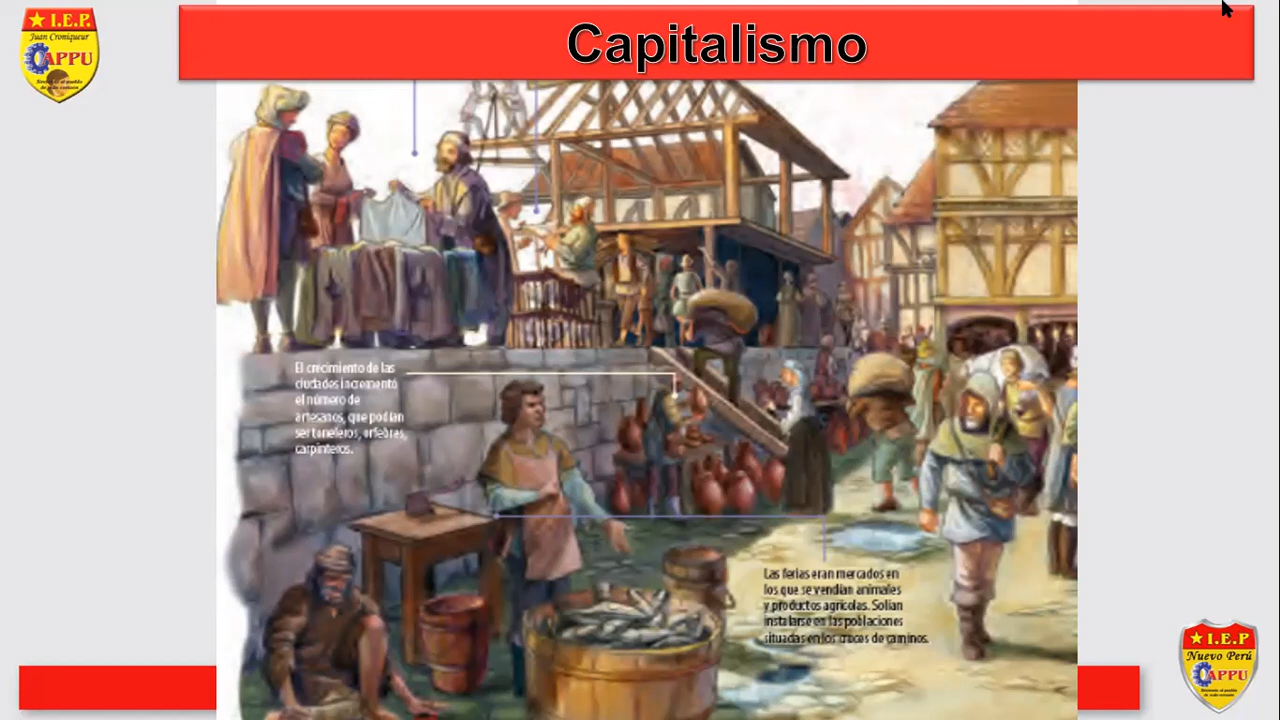 Capitalismo
I.E.P.
Juan Croniqueur
APPU
El crecimiento de las
ciudades incrementó
el número de
artesanos, que podían
ser toneleros, orfebres,
carpinteros.
Las ferias eran mercados en
los que se vendían animales
y productos agrícolas. Solían
instalarse en las poblaciones
situadas en los cruces de caminos.
I.E.P
Nuevo Perú
APPU